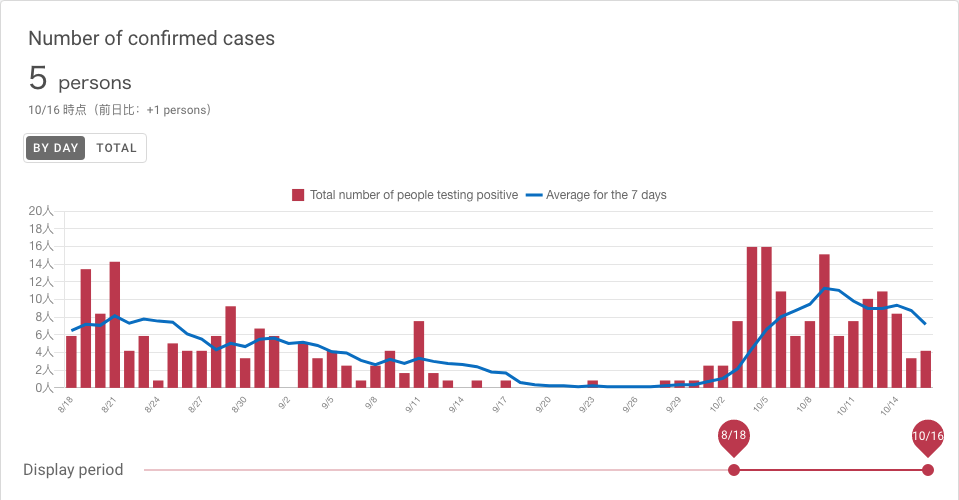 Number of confirmed cases
5 persons
10/16 時点（前日比：+1 persons）
BY DAY TOTAL
Total number of people testing positive Average for the 7 days
20人
18人
16人
14人
12人
10人
8人
6人
4人
2人
0人
8/18 8/21 8/24 8/27 8/30 9/2 9/5 9/8 9/11 9/14 9/17 9/20 9/23 9/26 9/29 10/2 10/5 10/8 10/11 10/14
8/18 10/16
Display period